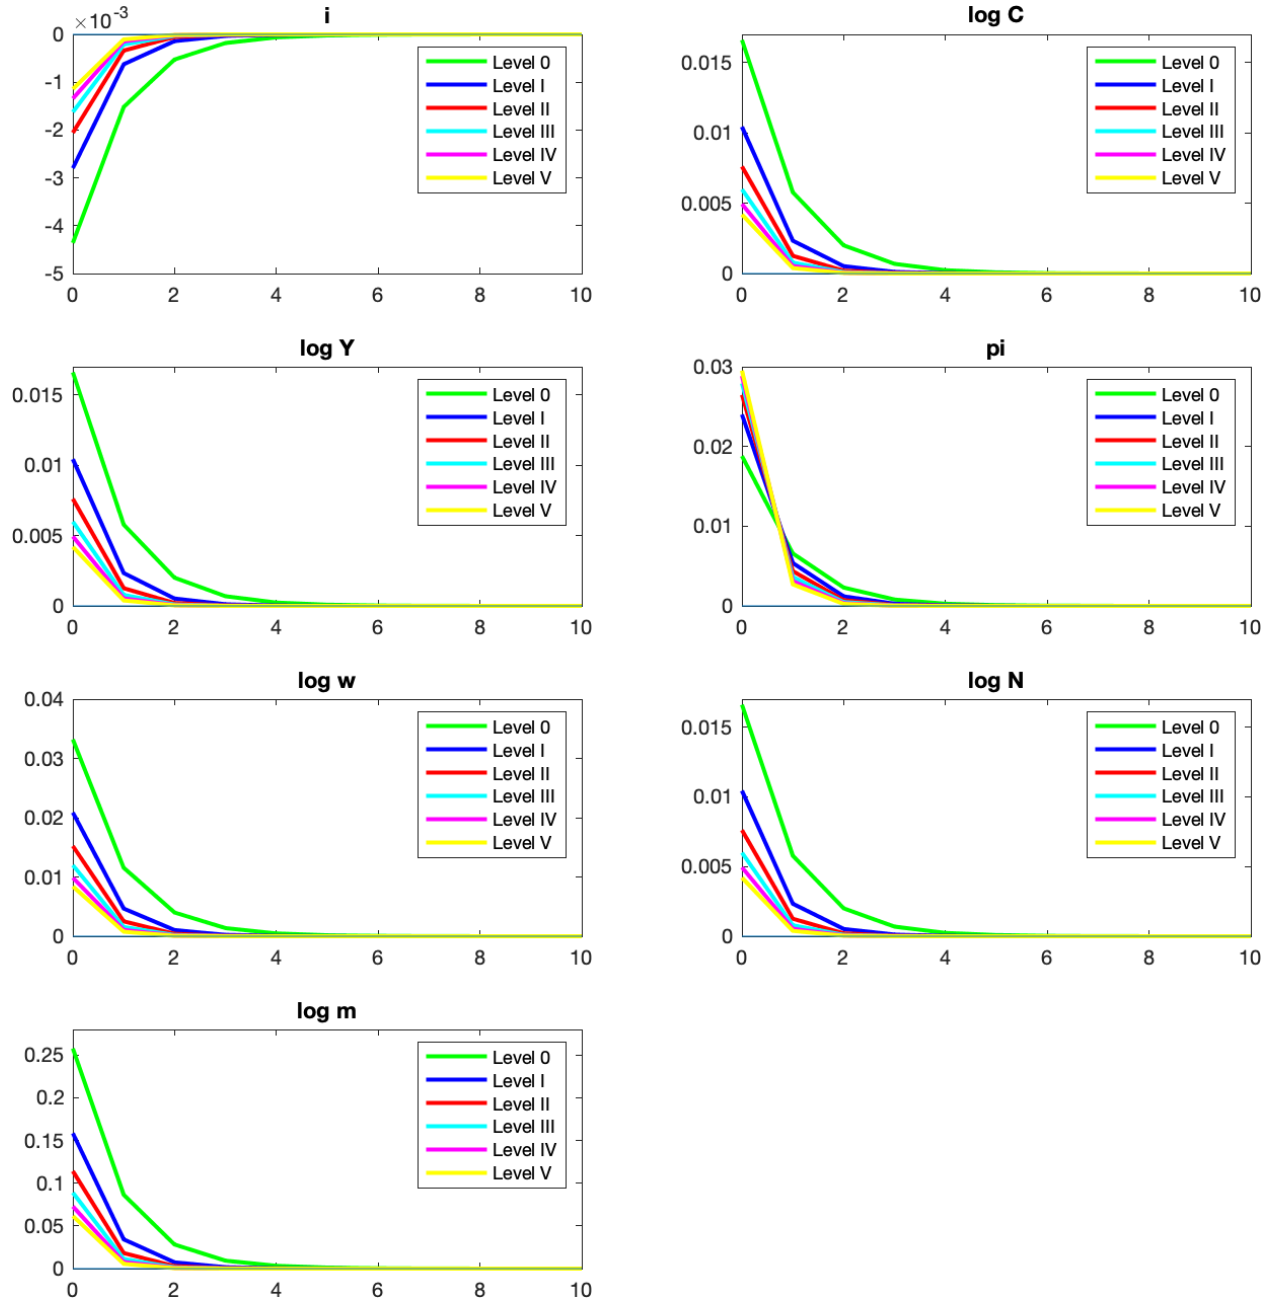 i
×10-3
0
-1
-2
-3
-4
-5
0 2 4 6 8 10
Level 0
Level I
Level II
Level III
Level IV
Level V
log C
0.015
0.01
0.005
0
0 2 4 6 8 10
Level 0
Level I
Level II
Level III
Level IV
Level V
log Y
0.015
0.01
0.005
0
0 2 4 6 8 10
Level 0
Level I
Level II
Level III
Level IV
Level V
pi
0.03
0.02
0.01
0
0 2 4 6 8 10
Level 0
Level I
Level II
Level III
Level IV
Level V
log w
0.04
0.03
0.02
0.01
0
0 2 4 6 8 10
Level 0
Level I
Level II
Level III
Level IV
Level V
log N
0.015
0.01
0.005
0
0 2 4 6 8 10
Level 0
Level I
Level II
Level III
Level IV
Level V
log m
0.25
0.2
0.15
0.1
0.05
0
0 2 4 6 8 10
Level 0
Level I
Level II
Level III
Level IV
Level V